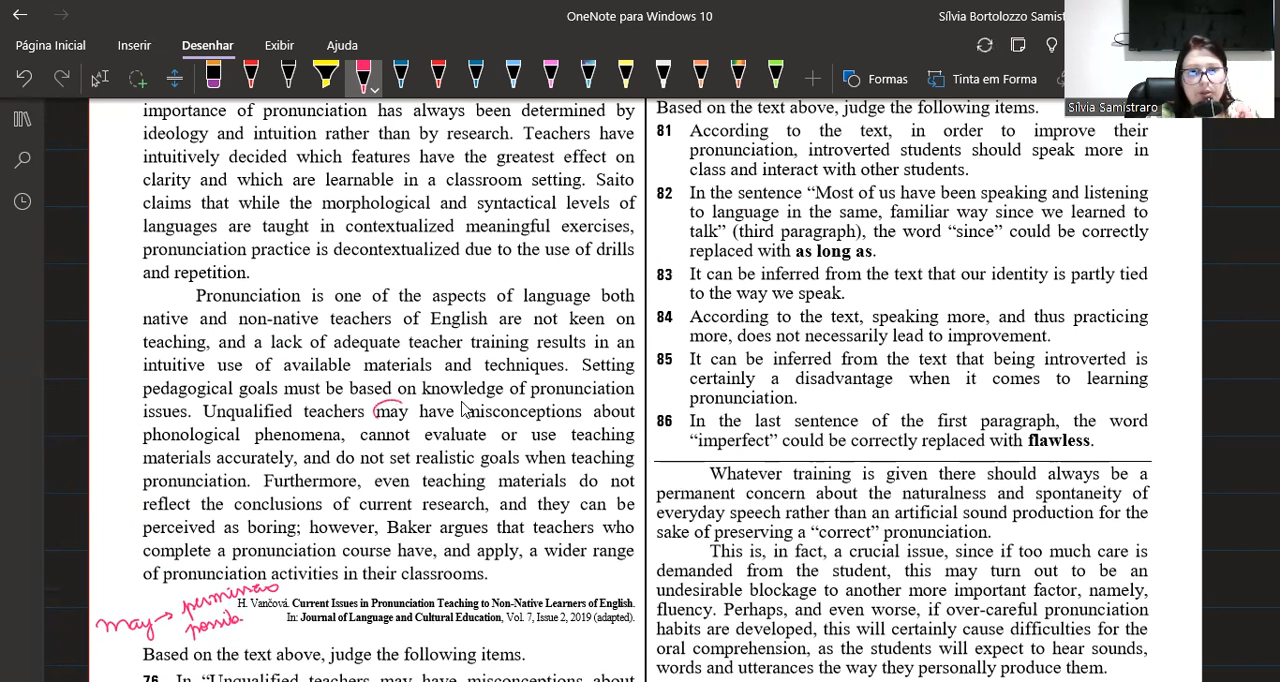 OneNote para Windows 10
Sílvia Bortolozzo Samist
Página Inicial Inserir Desenhar Exibir Ajuda
Formas Tinta em Forma
Sílvia Samistraro
importance of pronunciation has always been determined by
ideology and intuition rather than by research. Teachers have
intuitively decided which features have the greatest effect on
clarity and which are learnable in a classroom setting. Saito
claims that while the morphological and syntactical levels of
languages are taught in contextualized meaningful exercises,
pronunciation practice is decontextualized due to the use of drills
and repetition.
Pronunciation is one of the aspects of language both
native and non-native teachers of English are not keen on
teaching, and a lack of adequate teacher training results in an
intuitive use of available materials and techniques. Setting
pedagogical goals must be based on knowledge of pronunciation
issues. Unqualified teachers may have misconceptions about
phonological phenomena, cannot evaluate or use teaching
materials accurately, and do not set realistic goals when teaching
pronunciation. Furthermore, even teaching materials do not
reflect the conclusions of current research, and they can be
perceived as boring; however, Baker argues that teachers who
complete a pronunciation course have, and apply, a wider range
of pronunciation activities in their classrooms.
may → permissão
possib.
H. Vančová. Current Issues in Pronunciation Teaching to Non-Native Learners of English.
In: Journal of Language and Cultural Education, Vol. 7, Issue 2, 2019 (adapted).
Based on the text above, judge the following items.
76 In "Unqualified teachers may have misconceptions about
Based on the text above, judge the following items.
81 According to the text, in order to improve their
pronunciation, introverted students should speak more in
class and interact with other students.
82 In the sentence "Most of us have been speaking and listening
to language in the same, familiar way since we learned to
talk" (third paragraph), the word "since" could be correctly
replaced with as long as.
83 It can be inferred from the text that our identity is partly tied
to the way we speak.
84 According to the text, speaking more, and thus practicing
more, does not necessarily lead to improvement.
85 It can be inferred from the text that being introverted is
certainly a disadvantage when it comes to learning
pronunciation.
86 In the last sentence of the first paragraph, the word
"imperfect" could be correctly replaced with flawless.
Whatever training is given there should always be a
permanent concern about the naturalness and spontaneity of
everyday speech rather than an artificial sound production for the
sake of preserving a "correct" pronunciation.
This is, in fact, a crucial issue, since if too much care is
demanded from the student, this may turn out to be an
undesirable blockage to another more important factor, namely,
fluency. Perhaps, and even worse, if over-careful pronunciation
habits are developed, this will certainly cause difficulties for the
oral comprehension, as the students will expect to hear sounds,
words and utterances the way they personally produce them.